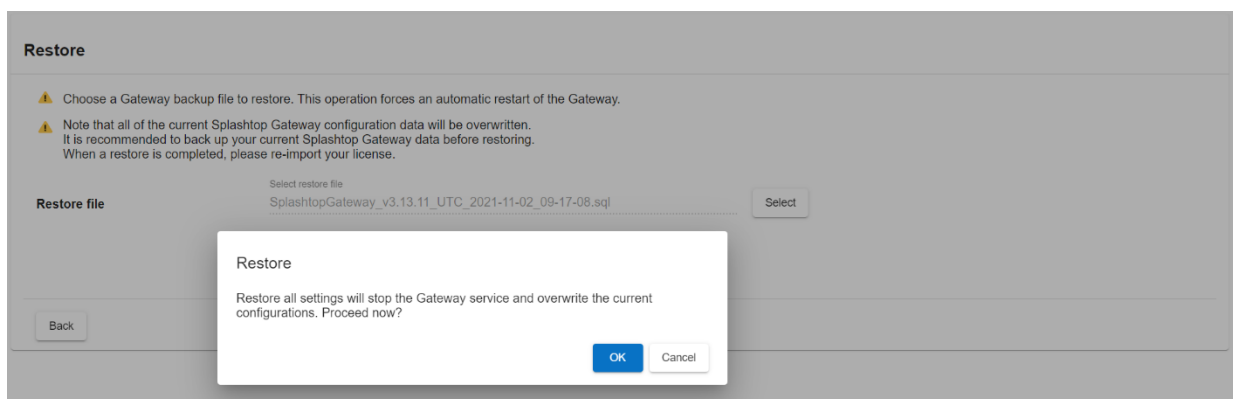 Restore
Choose a Gateway backup file to restore. This operation forces an automatic restart of the Gateway.
Note that all of the current Splashtop Gateway configuration data will be overwritten.
It is recommended to back up your current Splashtop Gateway data before restoring.
When a restore is completed, please re-import your license.
Select restore file
Restore file SplashtopGateway_v3.13.11_UTC_2021-11-02_09-17-08.sql Select
Restore
Restore all settings will stop the Gateway service and overwrite the current
configurations. Proceed now?
Back
OK Cancel